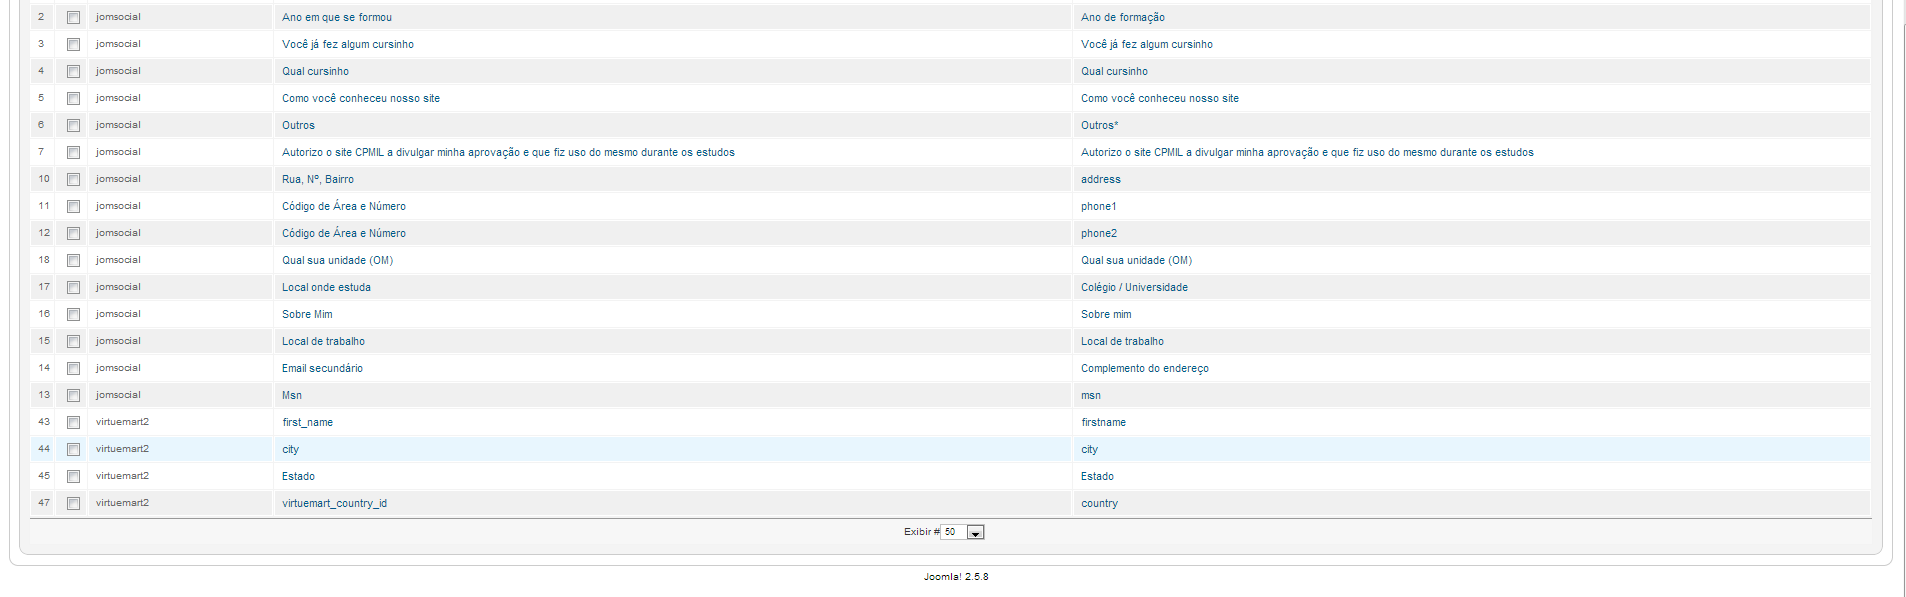 2 jomsocial Ano em que se formou Ano de formação
3 jomsocial Você já fez algum cursinho Você já fez algum cursinho
4 jomsocial Qual cursinho Qual cursinho
5 jomsocial Como você conheceu nosso site Como você conheceu nosso site
6 jomsocial Outros Outros*
7 jomsocial Autorizo o site CPMIL a divulgar minha aprovação e que fiz uso do mesmo durante os estudos Autorizo o site CPMIL a divulgar minha aprovação e que fiz uso do mesmo durante os estudos
10 jomsocial Rua, Nº, Bairro address
11 jomsocial Código de Área e Número phone1
12 jomsocial Código de Área e Número phone2
18 jomsocial Qual sua unidade (OM) Qual sua unidade (OM)
17 jomsocial Local onde estuda Colégio / Universidade
16 jomsocial Sobre Mim Sobre mim
15 jomsocial Local de trabalho Local de trabalho
14 jomsocial Email secundário Complemento do endereço
13 jomsocial Msn msn
43 virtuemart2 first_name firstname
44 virtuemart2 city city
45 virtuemart2 Estado Estado
47 virtuemart2 virtuemart_country_id country
Exibir # 50
Joomla! 2.5.8